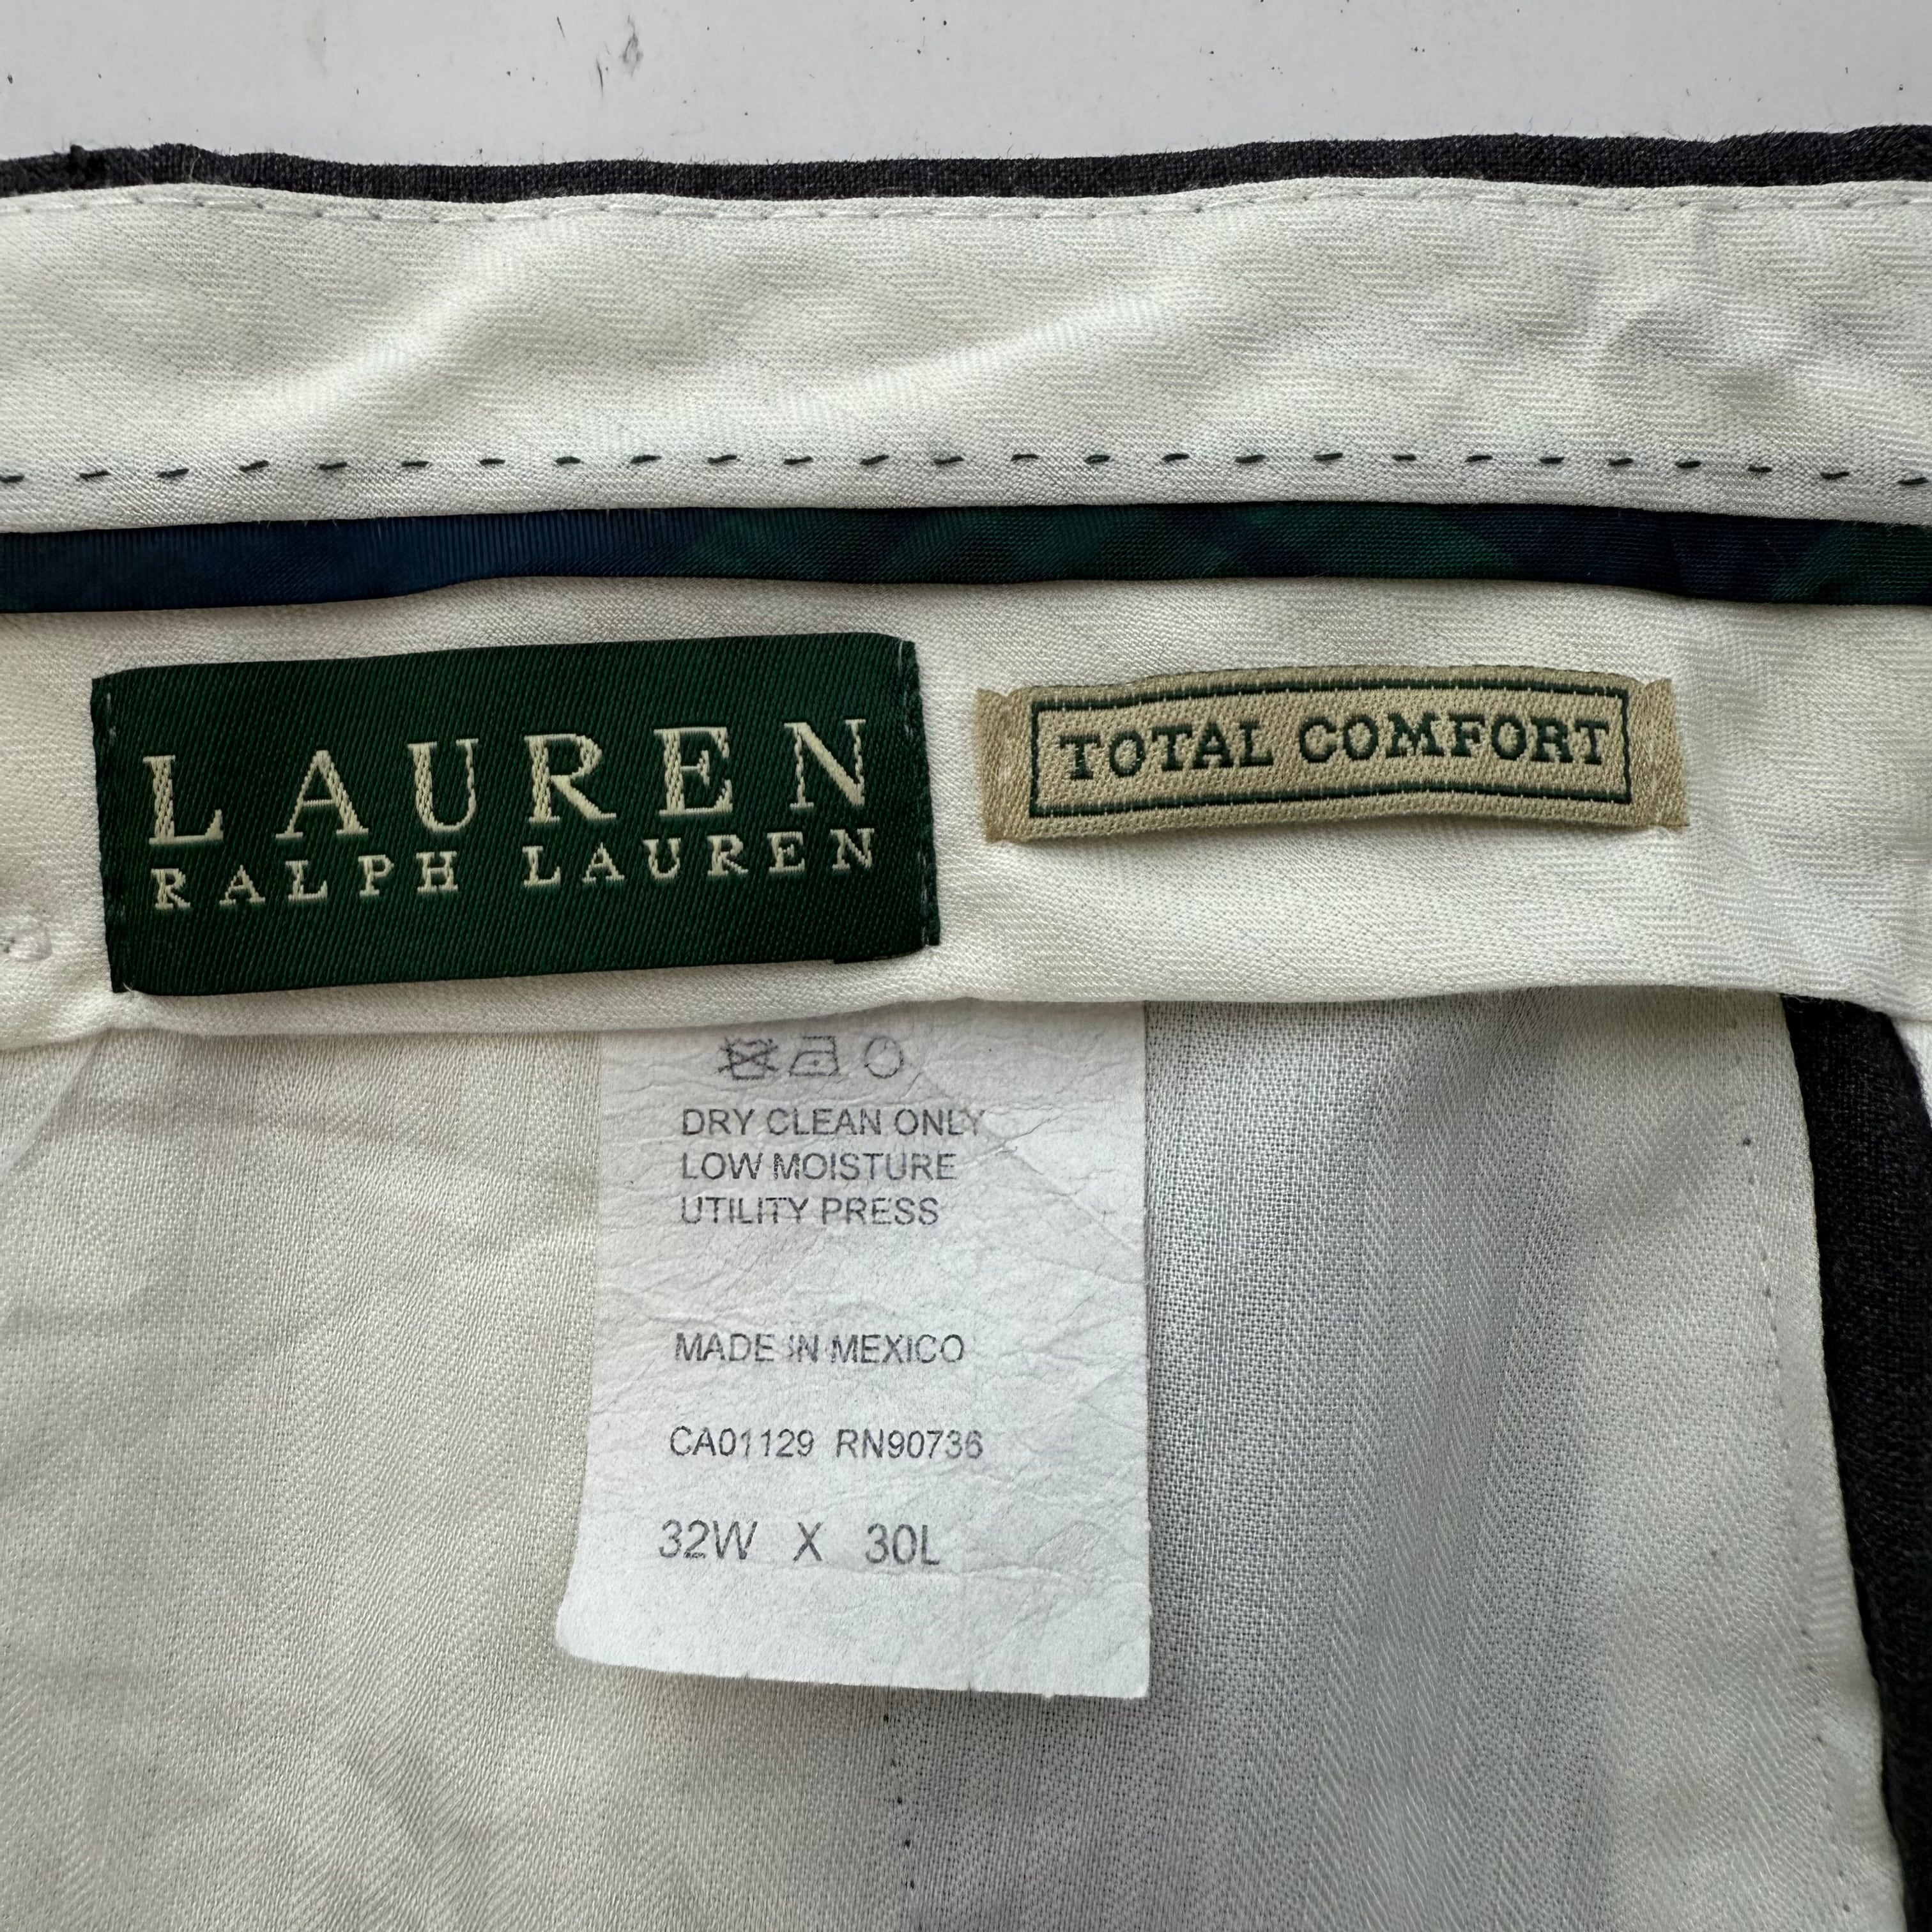 LAUREN
RALPH LAUREN
TOTAL COMFORT
DRY CLEAN ONLY
LOW MOISTURE
UTILITY PRESS
MADE IN MEXICO
CA01129 RN90736
32W X 30L